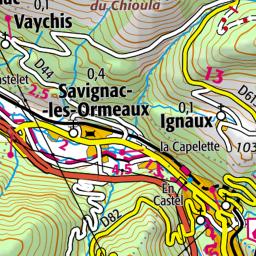 du Chioula
0,1
Vaychis
D44
0,4
Savignac-
-les-Ormeaux
13
0,1
D61
Ignaux
2,5
2
la Capelette
103
4,5
En
Castel
D82